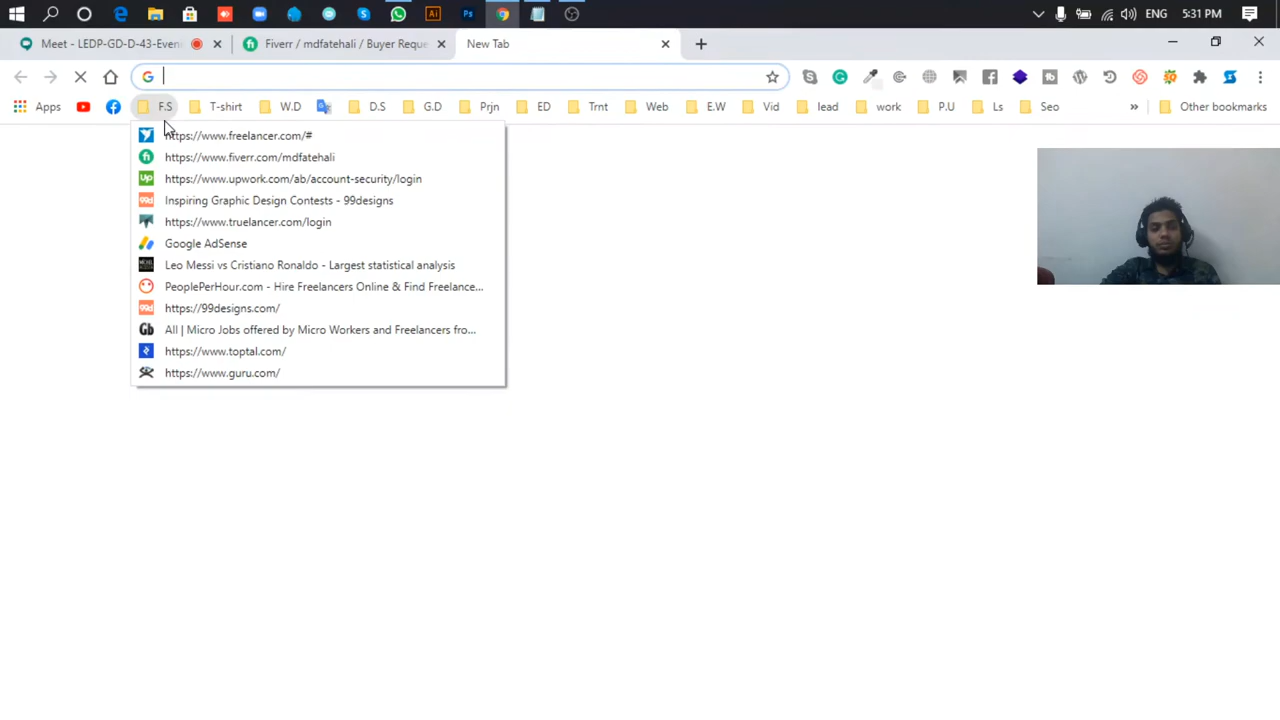 ENG
5:31 PM
Meet - LEDP-GD-D-43-Even
Fiverr / mdfatehali / Buyer Reque
New Tab
Apps
F.S
T-shirt
W.D
D.S
G.D
Prjn
ED
Trnt
Web
E.W
Vid
lead
work
P.U
Ls
Seo
»
Other bookmarks
https://www.freelancer.com/#
https://www.fiverr.com/mdfatehali
https://www.upwork.com/ab/account-security/login
Inspiring Graphic Design Contests - 99designs
https://www.truelancer.com/login
Google AdSense
Leo Messi vs Cristiano Ronaldo - Largest statistical analysis
PeoplePerHour.com - Hire Freelancers Online & Find Freelance...
https://99designs.com/
All | Micro Jobs offered by Micro Workers and Freelancers fro...
https://www.toptal.com/
https://www.guru.com/